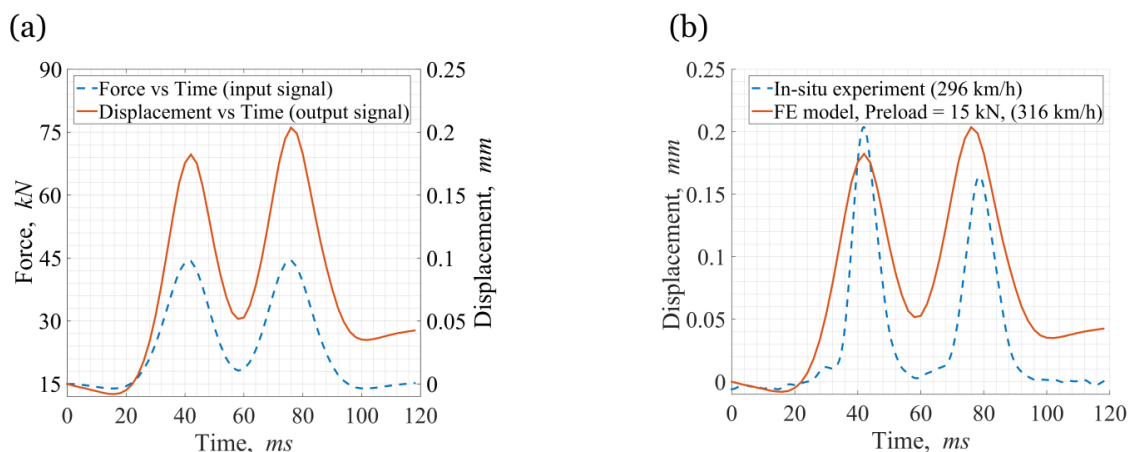 (a)
90
75
60
45
30
15
Force, kN
Force vs Time (input signal)
Displacement vs Time (output signal)
0.25
0.2
0.15
0.1
0.05
0
Displacement, mm
0 20 40 60 80 100 120
Time, ms
(b)
0.25
0.2
0.15
0.1
0.05
0
Displacement, mm
In-situ experiment (296 km/h)
FE model, Preload = 15 kN, (316 km/h)
0 20 40 60 80 100 120
Time, ms